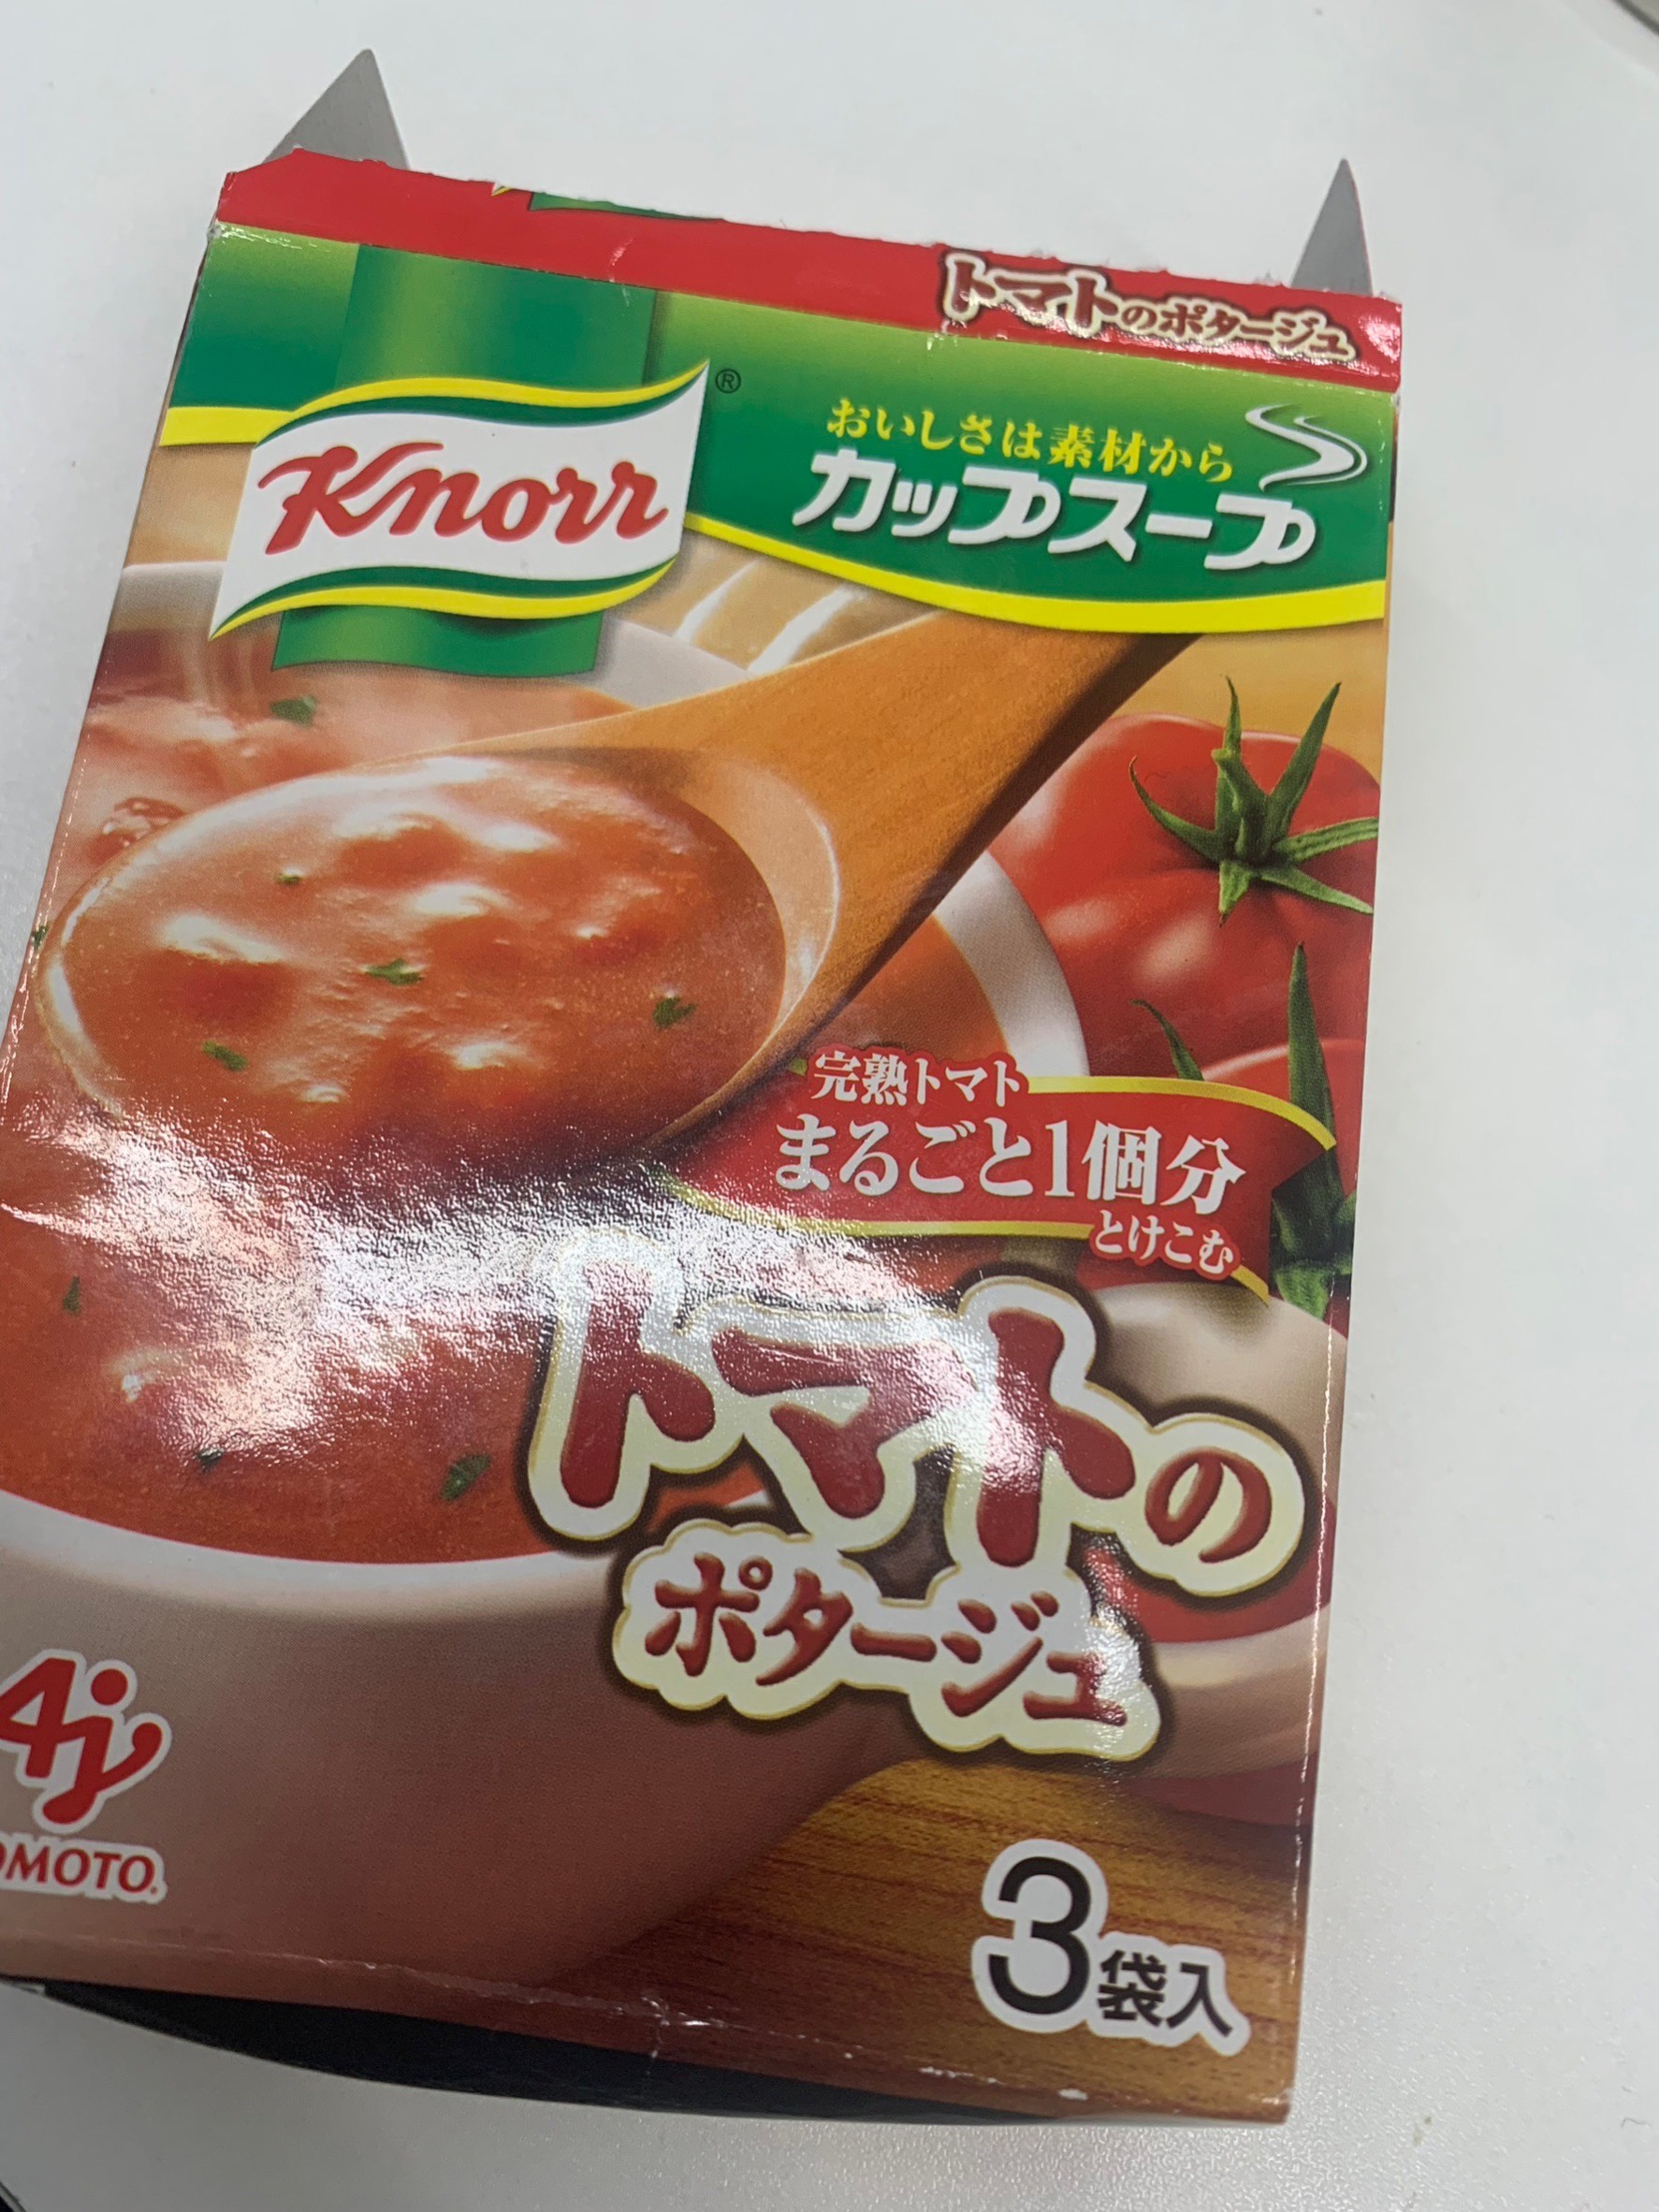 トマトのポタージュ
Knorr®
おいしさは素材から
カップスープ
完熟トマト
まるごと1個分
とけこむ
トマトの
ポタージュ
Aj
OMOTO®
3袋入